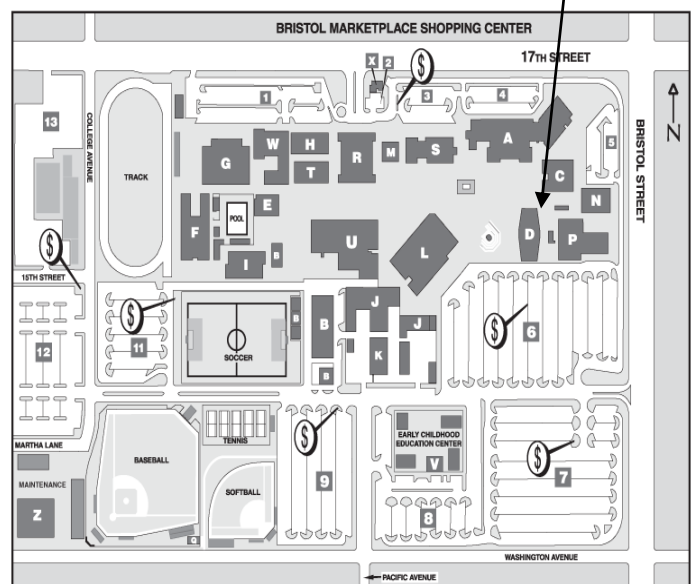 BRISTOL MARKETPLACE SHOPPING CENTER
17TH STREET
X
2
$
1
3
4
13
COLLEGE AVENUE
5
BRISTOL STREET
N
TRACK
G
W
H
T
R
M
S
A
C
N
E
POOL
F
I
B
U
L
D
P
$
15TH STREET
$
11
SOCCER
B
B
B
J
J
K
$
6
12
MARTHA LANE
MAINTENANCE
Z
BASEBALL
TENNIS
SOFTBALL
Q
$
9
EARLY CHILDHOOD
EDUCATION CENTER
V
8
$
7
WASHINGTON AVENUE
PACIFIC AVENUE